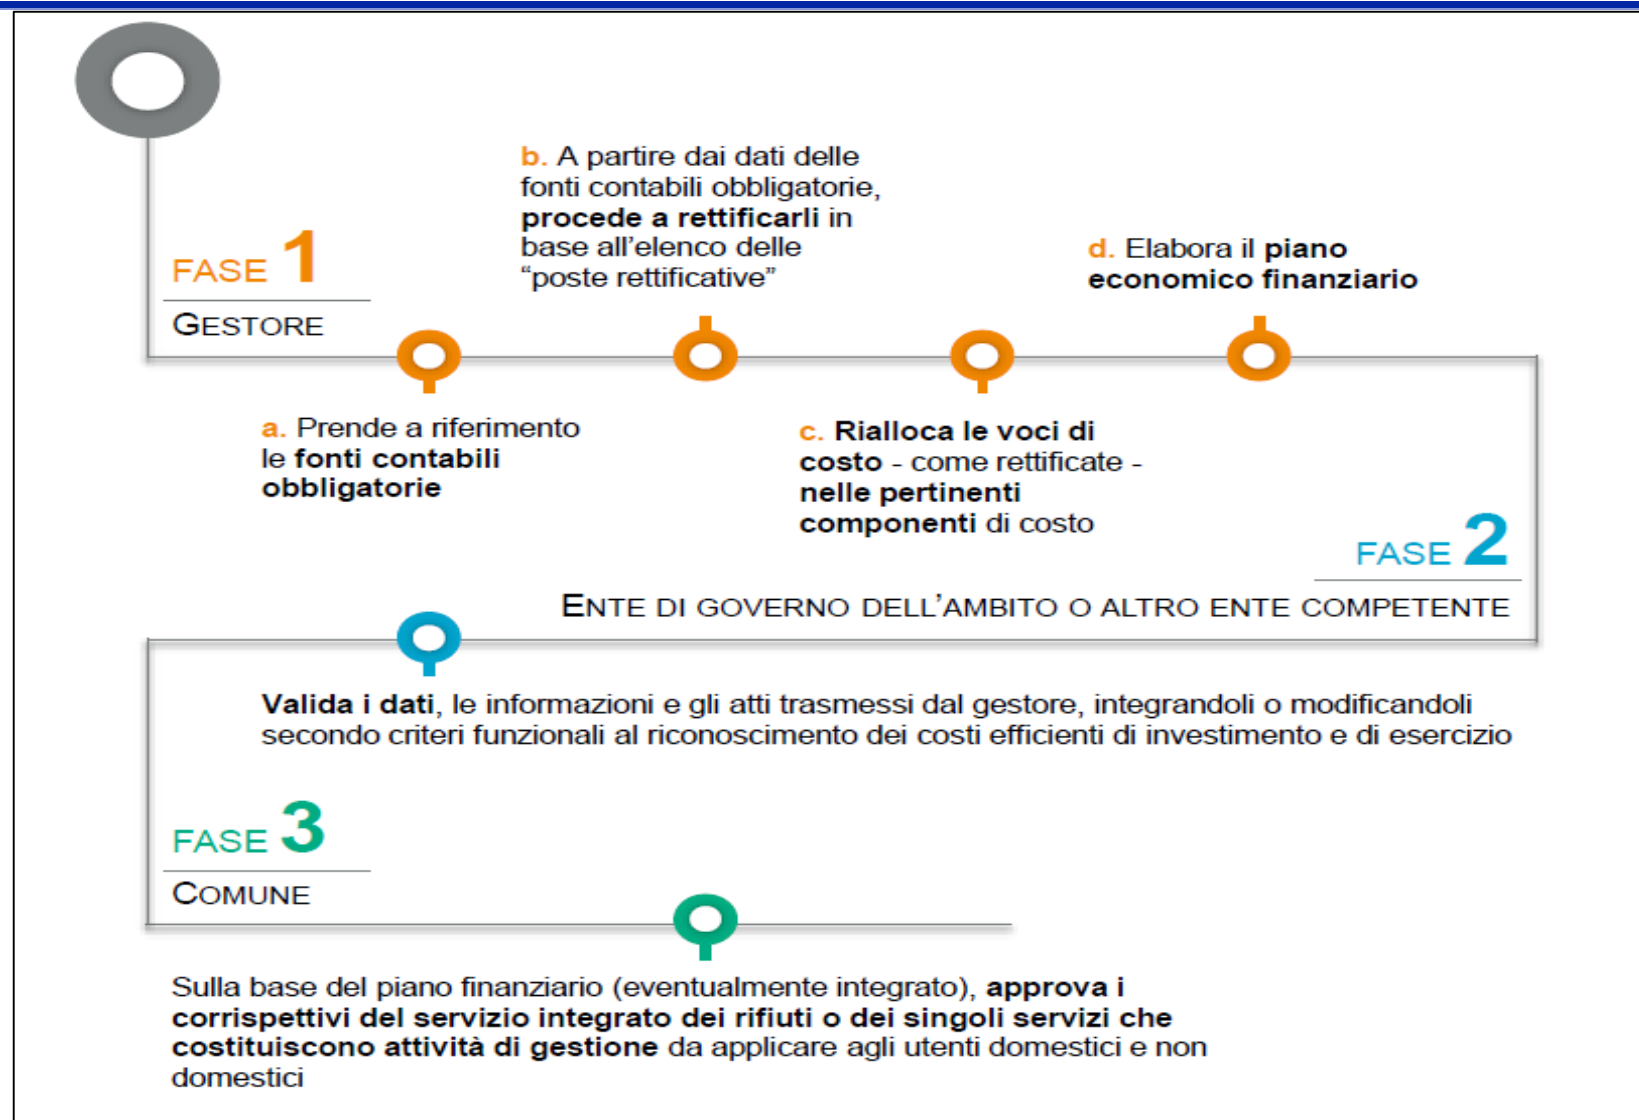 FASE 1
GESTORE
b. A partire dai dati delle
fonti contabili obbligatorie,
procede a rettificarli in
base all’elenco delle
“poste rettificative”
d. Elabora il piano
economico finanziario
a. Prende a riferimento
le fonti contabili
obbligatorie
c. Rialloca le voci di
costo - come rettificate -
nelle pertinenti
componenti di costo
FASE 2
ENTE DI GOVERNO DELL’AMBITO O ALTRO ENTE COMPETENTE
Valida i dati, le informazioni e gli atti trasmessi dal gestore, integrandoli o modificandoli
secondo criteri funzionali al riconoscimento dei costi efficienti di investimento e di esercizio
FASE 3
COMUNE
Sulla base del piano finanziario (eventualmente integrato), approva i
corrispettivi del servizio integrato dei rifiuti o dei singoli servizi che
costituiscono attività di gestione da applicare agli utenti domestici e non
domestici